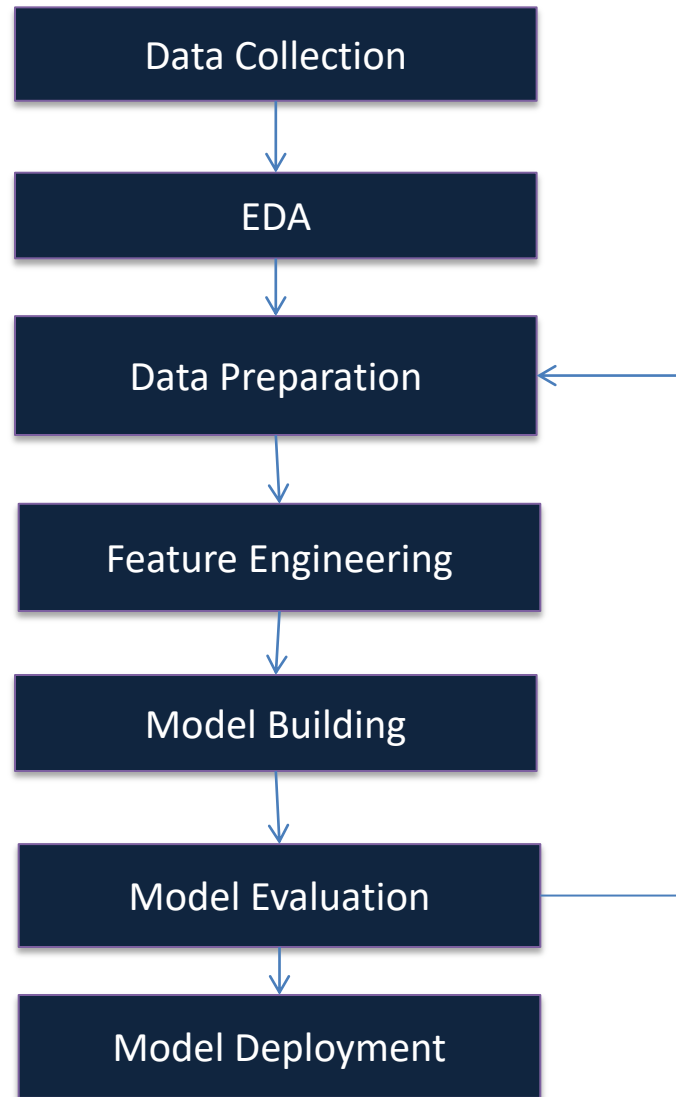 Data Collection
EDA
Data Preparation
Feature Engineering
Model Building
Model Evaluation
Model Deployment